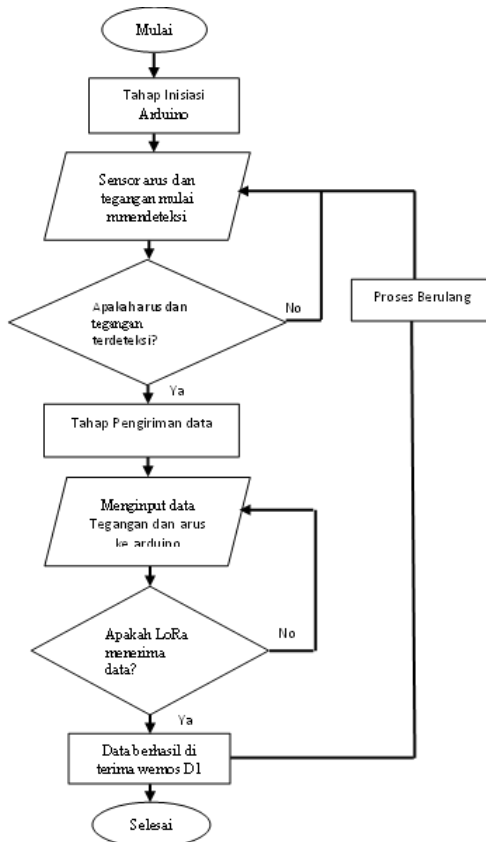 Mulai
Tahap Inisiasi
Arduino
Sensor arus dan
tegangan mulai
mmendeteksi
Apakah arus dan
tegangan
terdeteksi?
No
Proses Berulang
Ya
Tahap Pengiriman data
Menginput data
Tegangan dan arus
ke arduino
Apakah LoRa
menerima
data?
No
Ya
Data berhasil di
terima wemos D1
Selesai